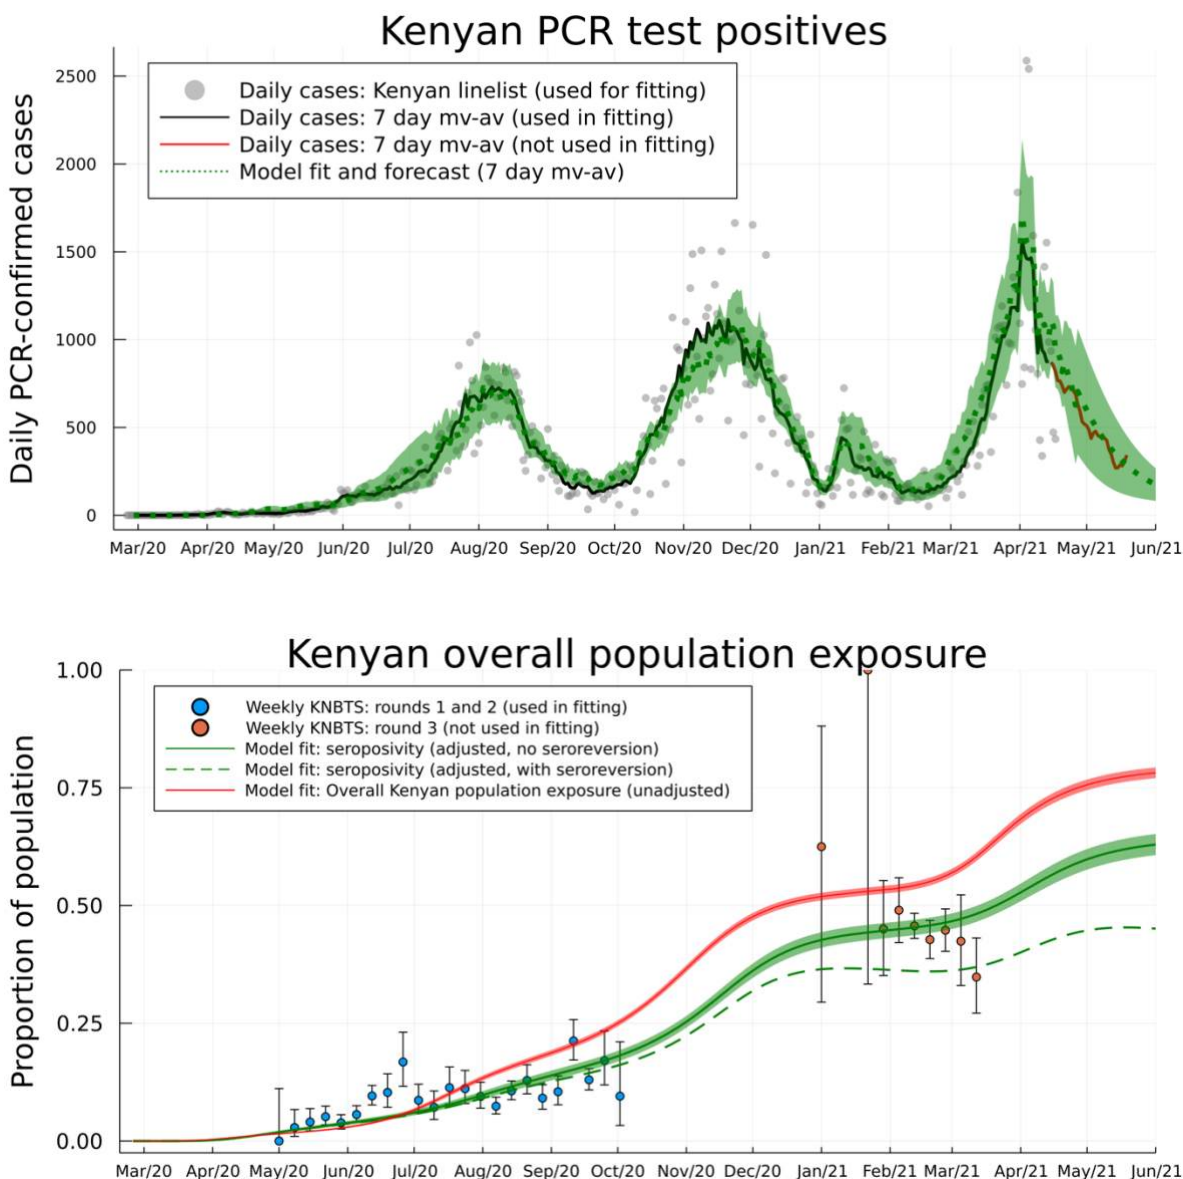 Kenyan PCR test positives
Daily PCR-confirmed cases
2500
2000
1500
1000
500
0
Daily cases: Kenyan linelist (used for fitting)
Daily cases: 7 day mv-av (used in fitting)
Daily cases: 7 day mv-av (not used in fitting)
Model fit and forecast (7 day mv-av)
Mar/20 Apr/20 May/20 Jun/20 Jul/20 Aug/20 Sep/20 Oct/20 Nov/20 Dec/20 Jan/21 Feb/21 Mar/21 Apr/21 May/21 Jun/21
Kenyan overall population exposure
Proportion of population
1.00
0.75
0.50
0.25
0.00
Weekly KNBTS: rounds 1 and 2 (used in fitting)
Weekly KNBTS: round 3 (not used in fitting)
Model fit: seroposivity (adjusted, no seroreversion)
Model fit: seroposivity (adjusted, with seroreversion)
Model fit: Overall Kenyan population exposure (unadjusted)
Mar/20 Apr/20 May/20 Jun/20 Jul/20 Aug/20 Sep/20 Oct/20 Nov/20 Dec/20 Jan/21 Feb/21 Mar/21 Apr/21 May/21 Jun/21